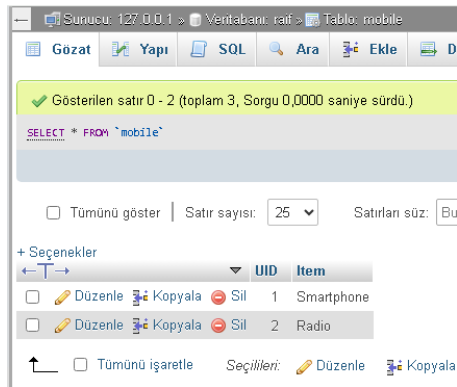 Sunucu: 127.0.0.1 » Veritabanı: raif » Tablo: mobile
Gözat Yapı SQL Ara Ekle D
Gösterilen satır 0 - 2 (toplam 3, Sorgu 0,0000 saniye sürdü.)
SELECT * FROM `mobile`
Tümünü göster | Satır sayısı: 25 Satırları süz: Bu
+ Seçenekler
←T→ UID Item
Düzenle Kopyala Sil 1 Smartphone
Düzenle Kopyala Sil 2 Radio
Tümünü işaretle Seçilileri: Düzenle Kopyala